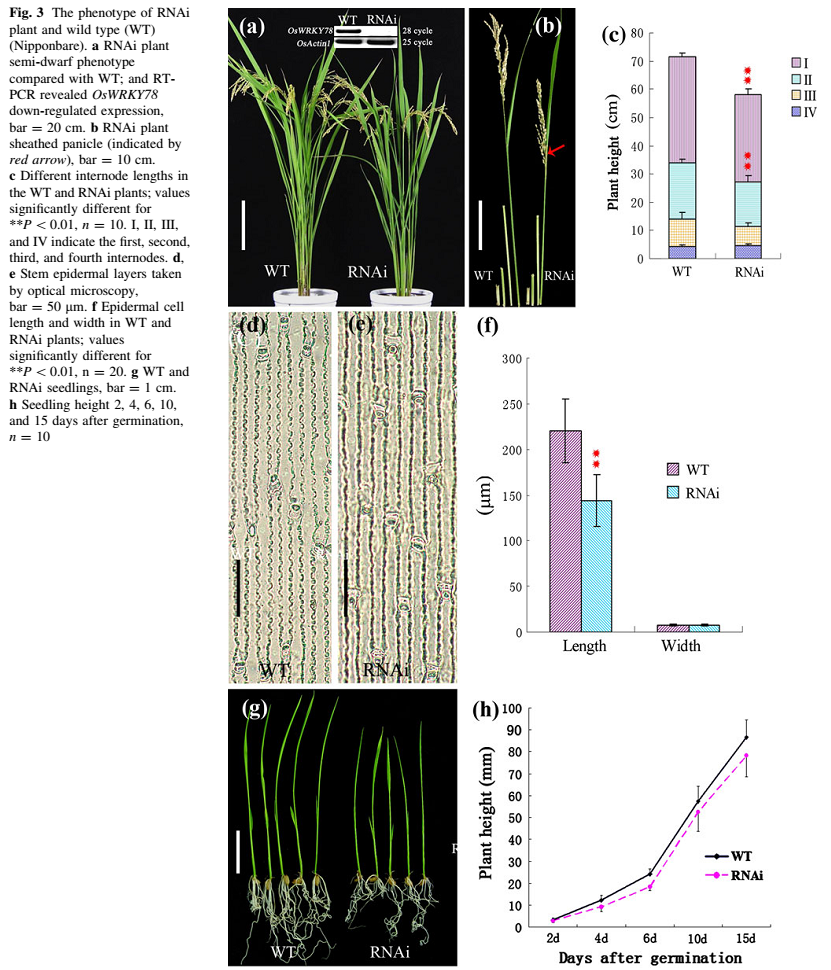 Fig. 3 The phenotype of RNAi
plant and wild type (WT)
(Nipponbare). a RNAi plant
semi-dwarf phenotype
compared with WT; and RT-
PCR revealed OsWRKY78
down-regulated expression,
bar = 20 cm. b RNAi plant
sheathed panicle (indicated by
red arrow), bar = 10 cm.
c Different internode lengths in
the WT and RNAi plants; values
significantly different for
**P < 0.01, n = 10. I, II, III,
and IV indicate the first, second,
third, and fourth internodes. d,
e Stem epidermal layers taken
by optical microscopy,
bar = 50 μm. f Epidermal cell
length and width in WT and
RNAi plants; values
significantly different for
**P < 0.01, n = 20. g WT and
RNAi seedlings, bar = 1 cm.
h Seedling height 2, 4, 6, 10,
and 15 days after germination,
n = 10
(a)
WT RNAi
OsWRKY78 28 cycle
OsActin1 25 cycle
WT RNAi
(b)
WT RNAi
(c)
Plant height (cm)
80
70
60
50
40
30
20
10
0
WT RNAi
I
II
III
IV
(d)
WT
(e)
RNAi
(f)
(μm)
300
250
200
150
100
50
0
Length Width
WT
RNAi
(g)
WT RNAi
R
(h)
Plant height (mm)
100
90
80
70
60
50
40
30
20
10
0
2d 4d 6d 10d 15d
Days after germination
WT
RNAi